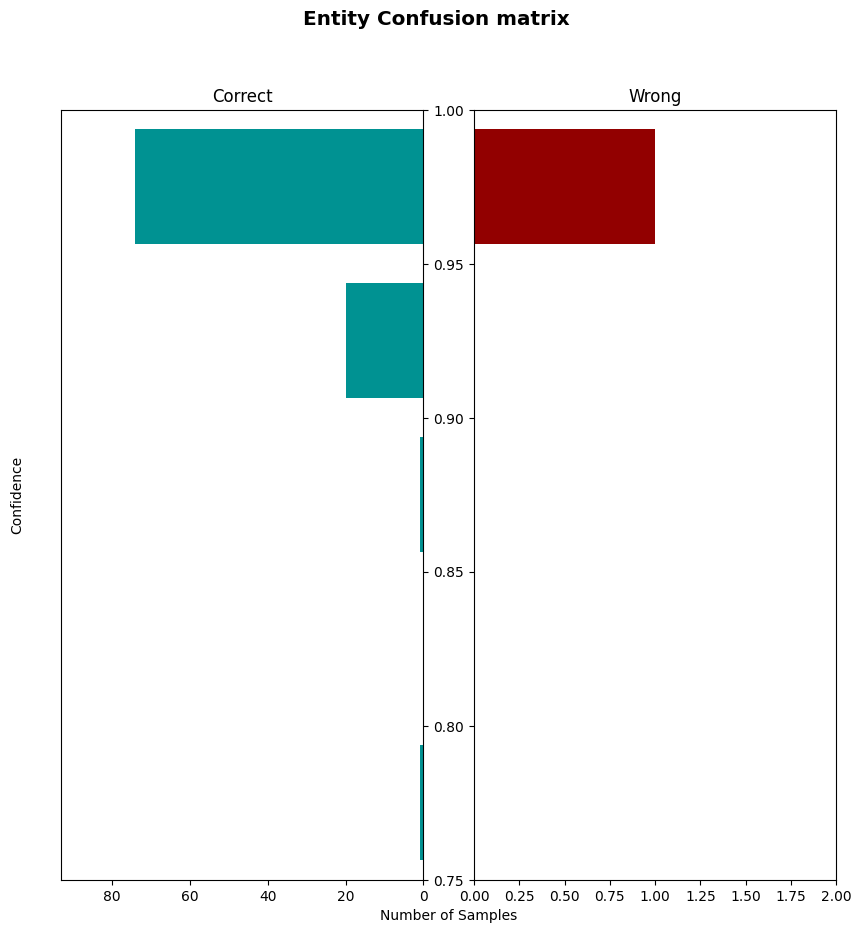 Entity Confusion matrix
Correct
Wrong
1.00
0.95
0.90
0.85
0.80
0.75
Confidence
80 60 40 20 0
0.00 0.25 0.50 0.75 1.00 1.25 1.50 1.75 2.00
Number of Samples